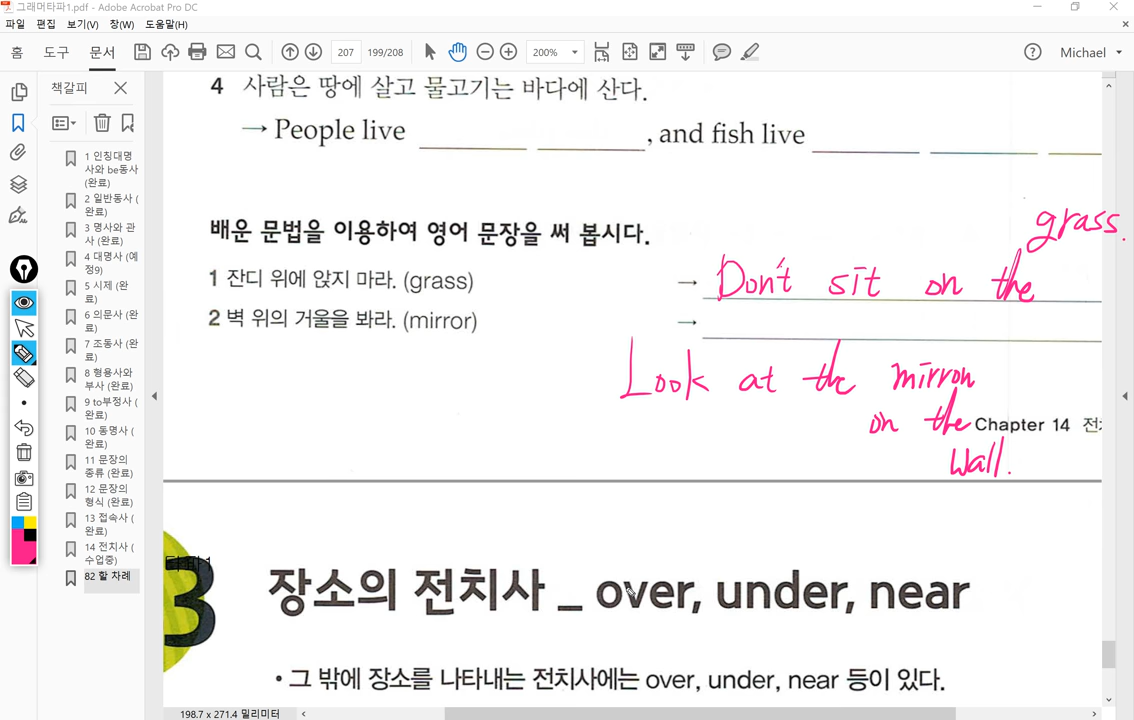 그래머타파1.pdf - Adobe Acrobat Pro DC
파일 편집 보기(V) 창(W) 도움말(H)
홈 도구 문서 207 199/208 200% Michael
책갈피
1 인칭대명
사와 be동사
(완료)
2 일반동사 (
완료)
3 명사와 관
사 (완료)
4 대명사 (예
정9)
5 시제 (완
료)
6 의문사 (완
료)
7 조동사 (완
료)
8 형용사와
부사 (완료)
9 to부정사 (
완료)
10 동명사 (
완료)
11 문장의
종류 (완료)
12 문장의
형식 (완료)
13 접속사 (
완료)
14 전치사 (
수업중)
82 할 차례
4 사람은 땅에 살고 물고기는 바다에 산다.
→ People live , and fish live
배운 문법을 이용하여 영어 문장을 써 봅시다.
grass.
1 잔디 위에 앉지 마라. (grass) → Don't sit on the
2 벽 위의 거울을 봐라. (mirror) →
Look at the mirror
on the
Chapter 14
wall.
3 장소의 전치사 _ over, under, near
• 그 밖에 장소를 나타내는 전치사에는 over, under, near 등이 있다.
198.7 x 271.4 밀리미터